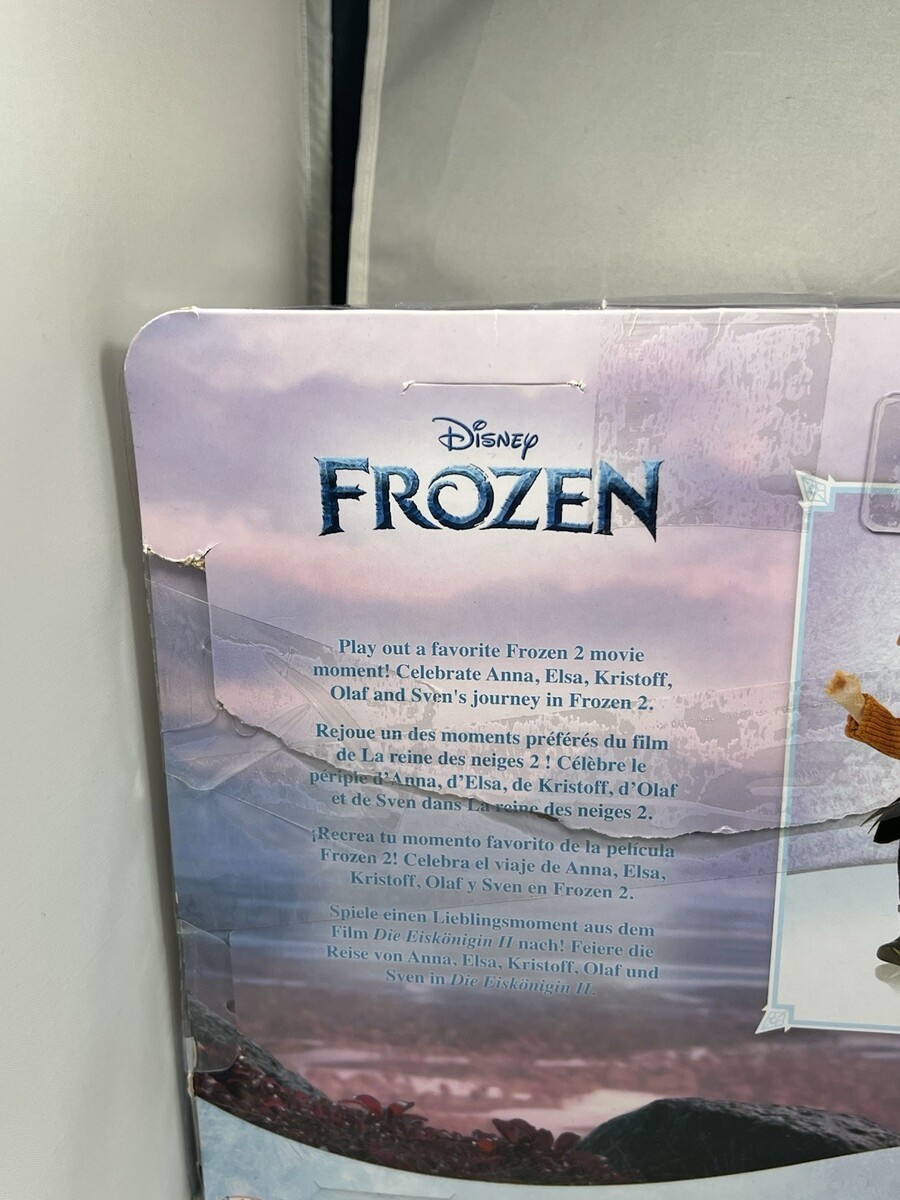 Disney
FROZEN
Play out a favorite Frozen 2 movie
moment! Celebrate Anna, Elsa, Kristoff,
Olaf and Sven's journey in Frozen 2.
Rejoue un des moments préférés du film
de La reine des neiges 2 ! Célèbre le
périple d'Anna, d'Elsa, de Kristoff, d'Olaf
et de Sven dans La reine des neiges 2.
¡Recrea tu momento favorito de la película
Frozen 2! Celebra el viaje de Anna, Elsa,
Kristoff, Olaf y Sven en Frozen 2.
Spiele einen Lieblingsmoment aus dem
Film Die Eiskönigin II nach! Feiere die
Reise von Anna, Elsa, Kristoff, Olaf und
Sven in Die Eiskönigin II.